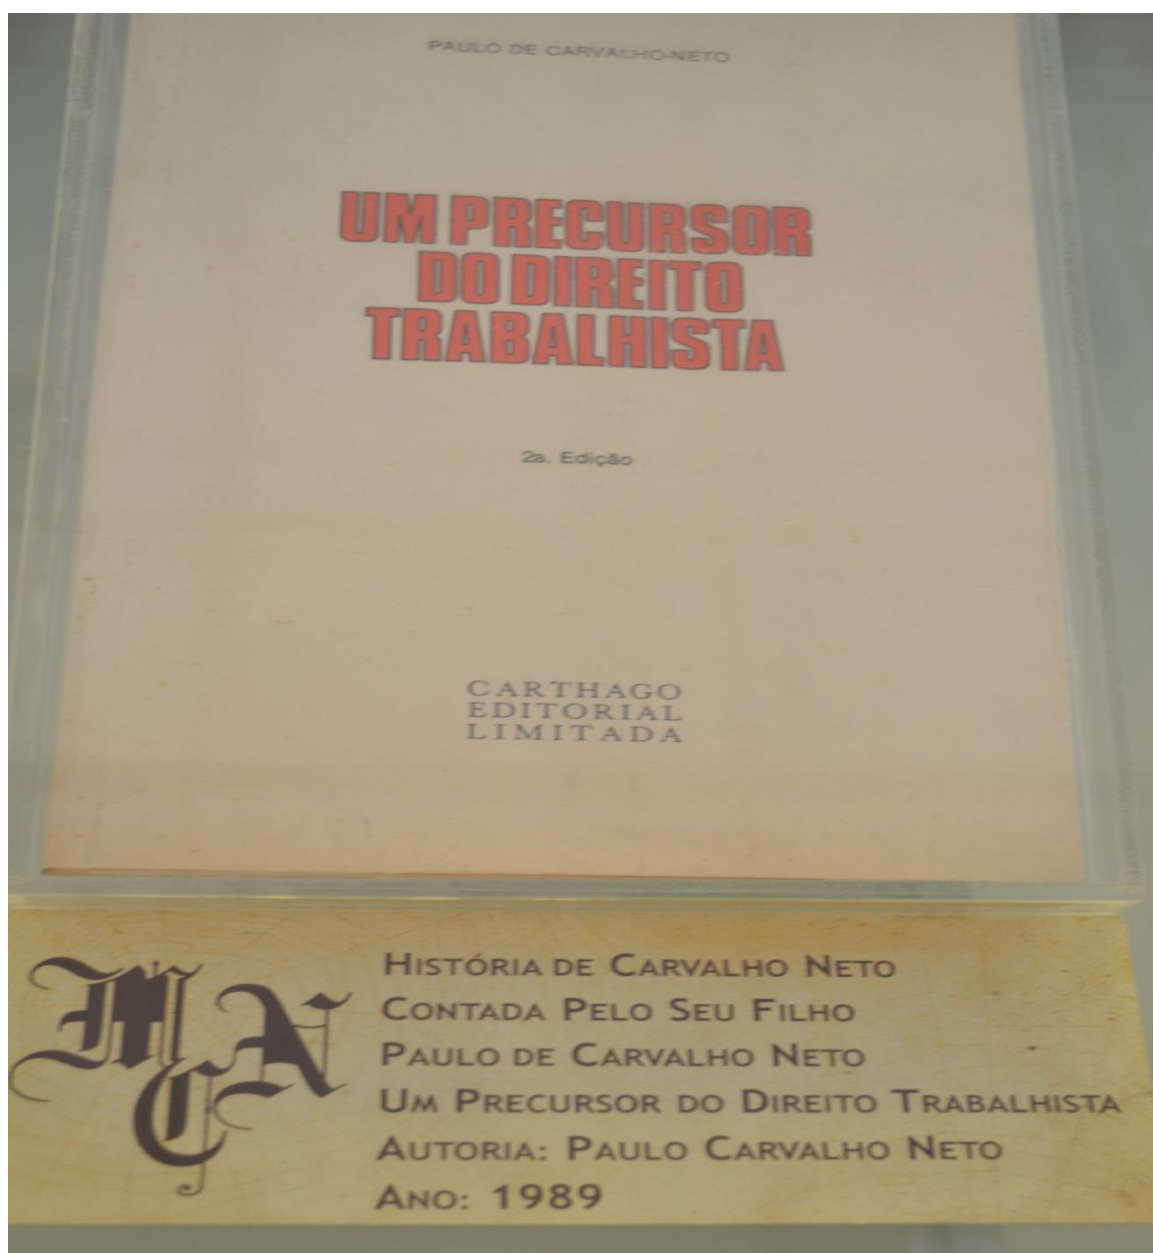 PAULO DE CARVALHO-NETO
UM PRECURSOR
DO DIREITO
TRABALHISTA
2a. Edição
CARTHAGO
EDITORIAL
LIMITADA
MCN
HISTÓRIA DE CARVALHO NETO
CONTADA PELO SEU FILHO
PAULO DE CARVALHO NETO
UM PRECURSOR DO DIREITO TRABALHISTA
AUTORIA: PAULO CARVALHO NETO
ANO: 1989